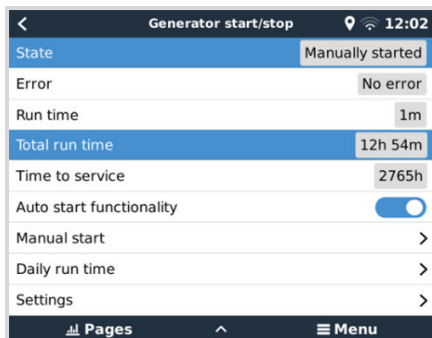 Generator start/stop 12:02
State Manually started
Error No error
Run time 1m
Total run time 12h 54m
Time to service 2765h
Auto start functionality
Manual start
Daily run time
Settings
Pages Menu